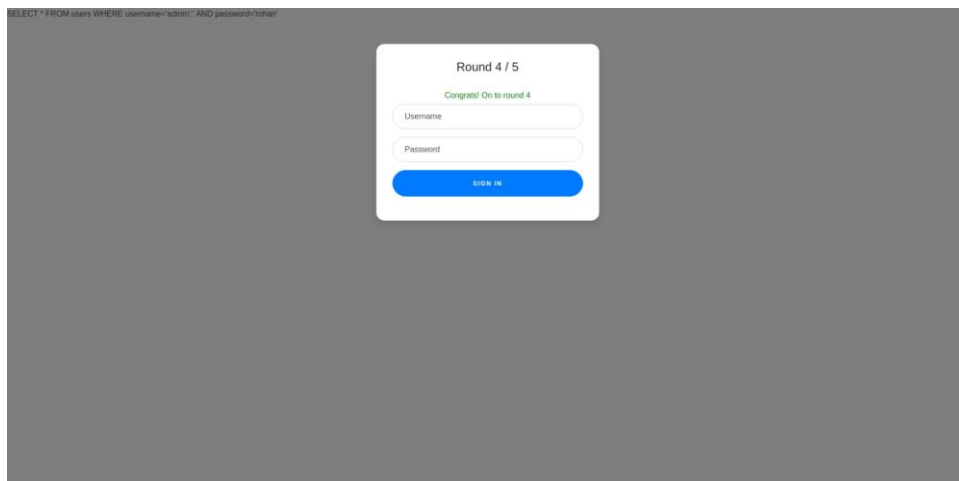 SELECT * FROM users WHERE username='admin';' AND password='rohan'
Round 4 / 5
Congrats! On to round 4
Username
Password
SIGN IN